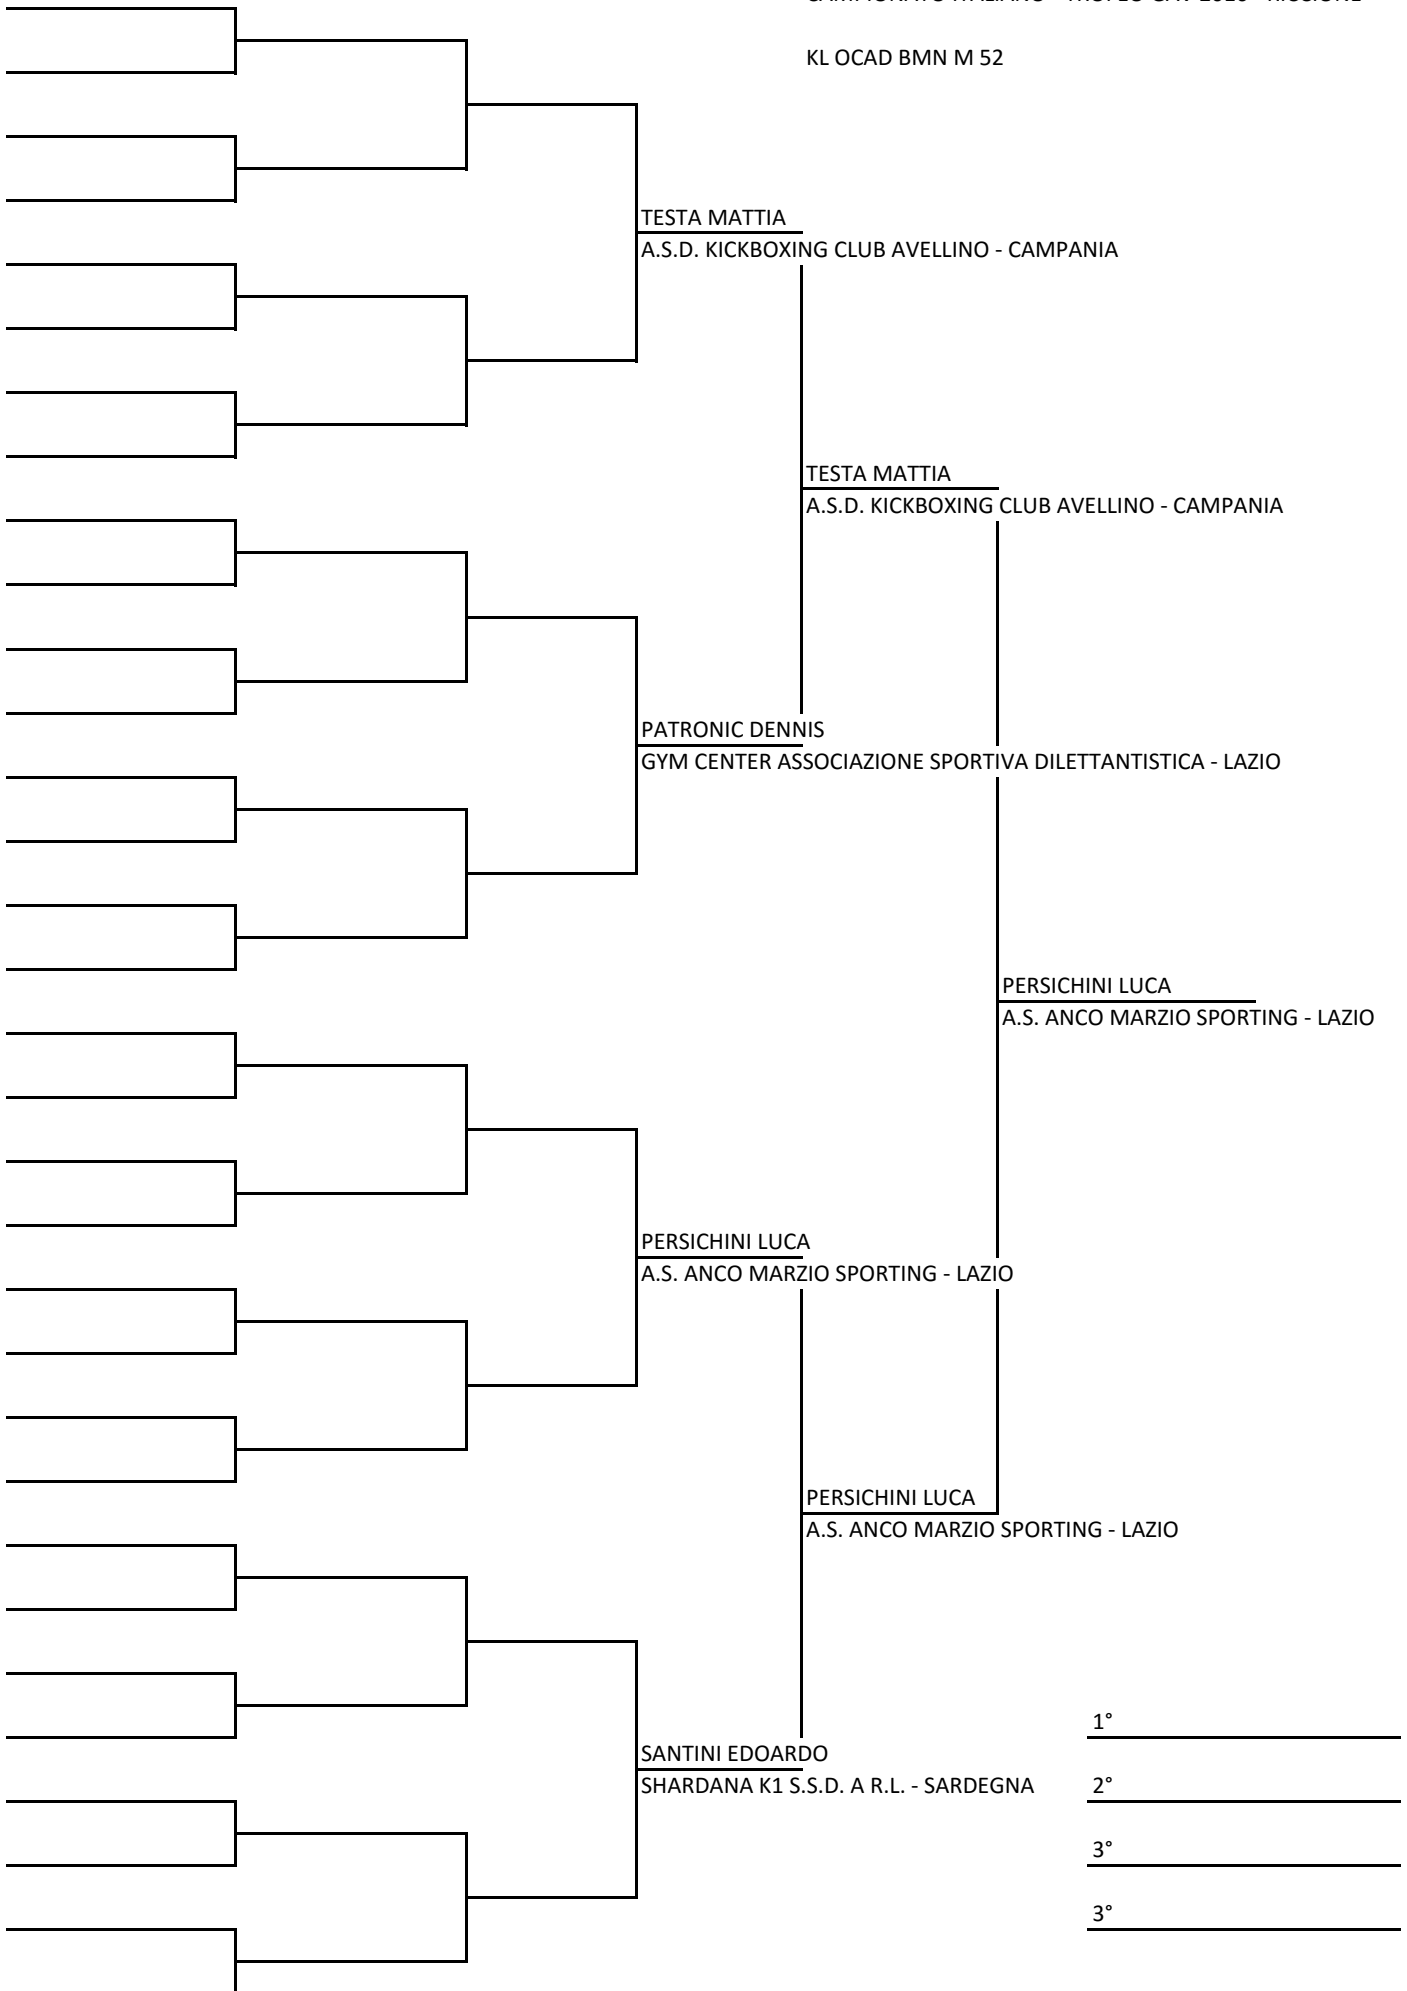 KL OCAD BMN M 52
TESTA MATTIA
A.S.D. KICKBOXING CLUB AVELLINO - CAMPANIA
TESTA MATTIA
A.S.D. KICKBOXING CLUB AVELLINO - CAMPANIA
PATRONIC DENNIS
GYM CENTER ASSOCIAZIONE SPORTIVA DILETTANTISTICA - LAZIO
PERSICHINI LUCA
A.S. ANCO MARZIO SPORTING - LAZIO
PERSICHINI LUCA
A.S. ANCO MARZIO SPORTING - LAZIO
PERSICHINI LUCA
A.S. ANCO MARZIO SPORTING - LAZIO
1°
SANTINI EDOARDO
SHARDANA K1 S.S.D. A R.L. - SARDEGNA
2°
3°
3°